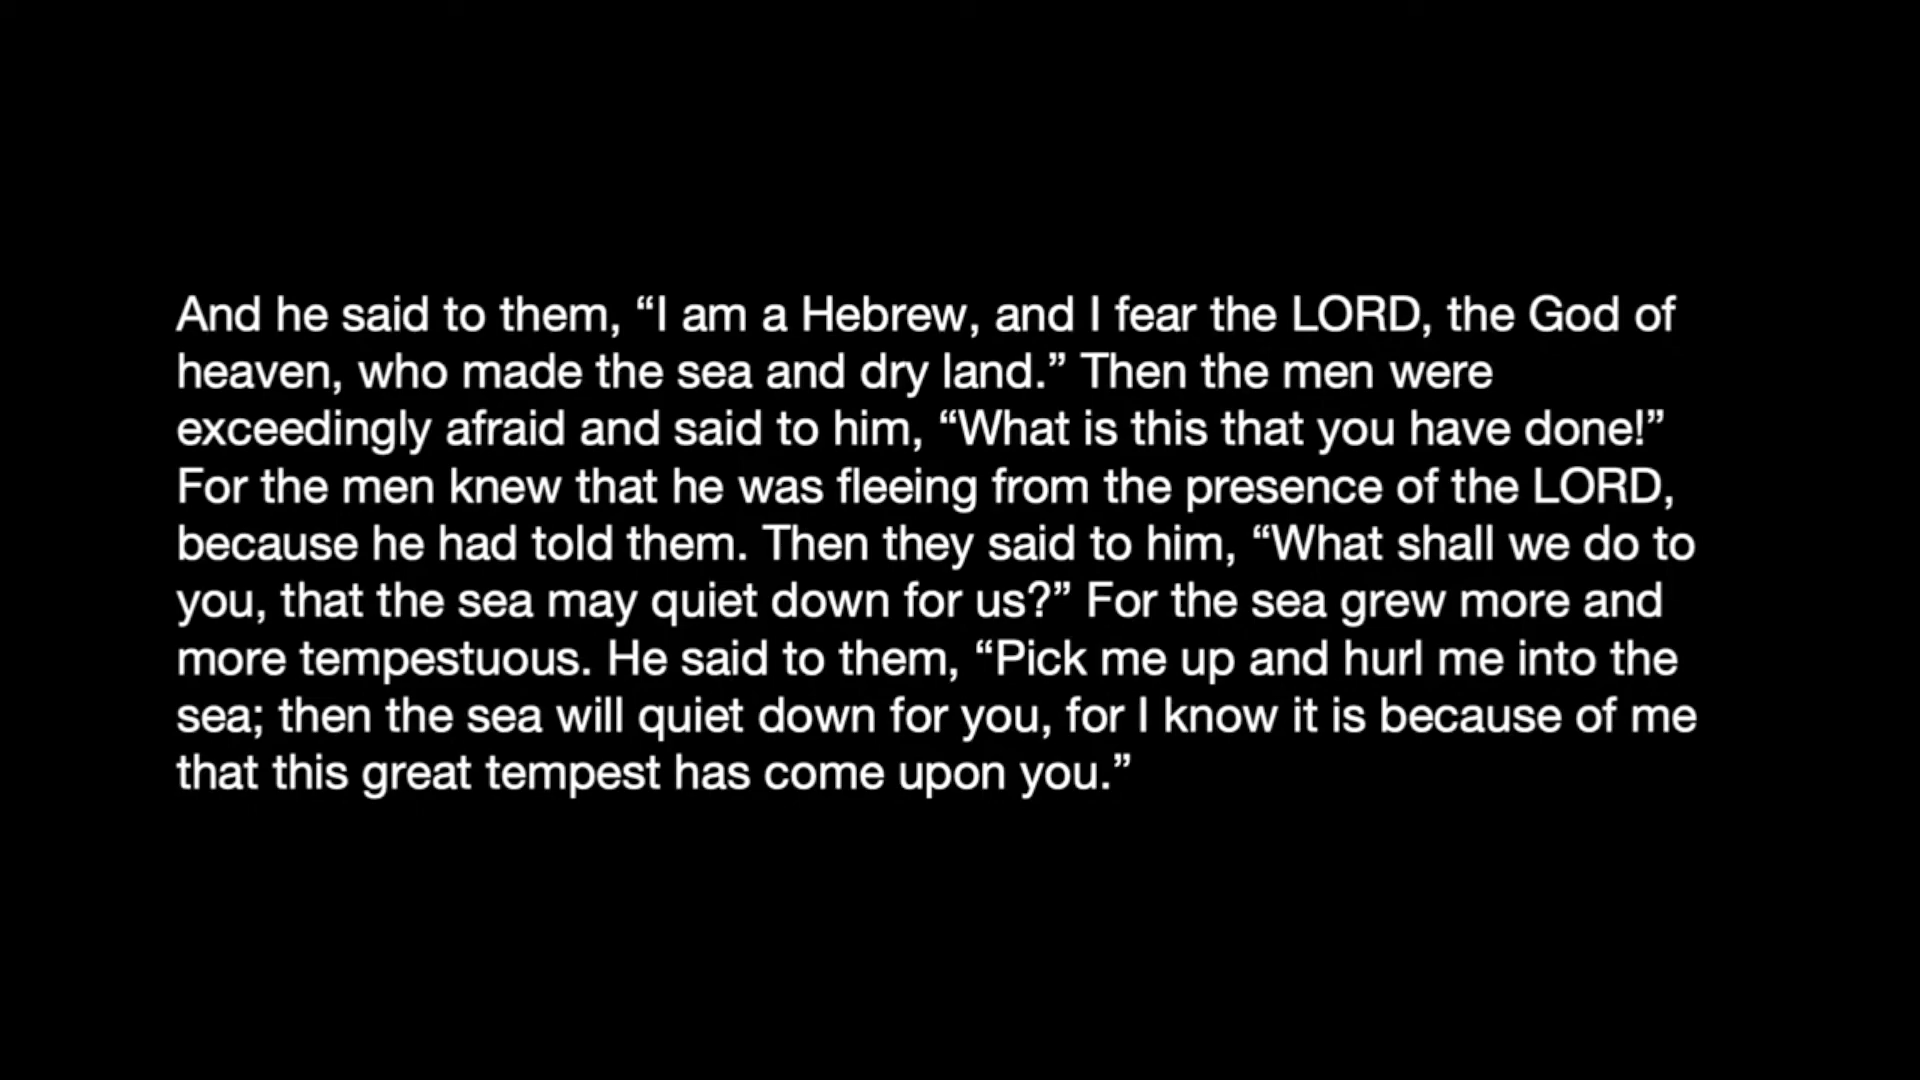 And he said to them, “I am a Hebrew, and I fear the LORD, the God of
heaven, who made the sea and dry land.” Then the men were
exceedingly afraid and said to him, “What is this that you have done!”
For the men knew that he was fleeing from the presence of the LORD,
because he had told them. Then they said to him, “What shall we do to
you, that the sea may quiet down for us?” For the sea grew more and
more tempestuous. He said to them, “Pick me up and hurl me into the
sea; then the sea will quiet down for you, for I know it is because of me
that this great tempest has come upon you.”